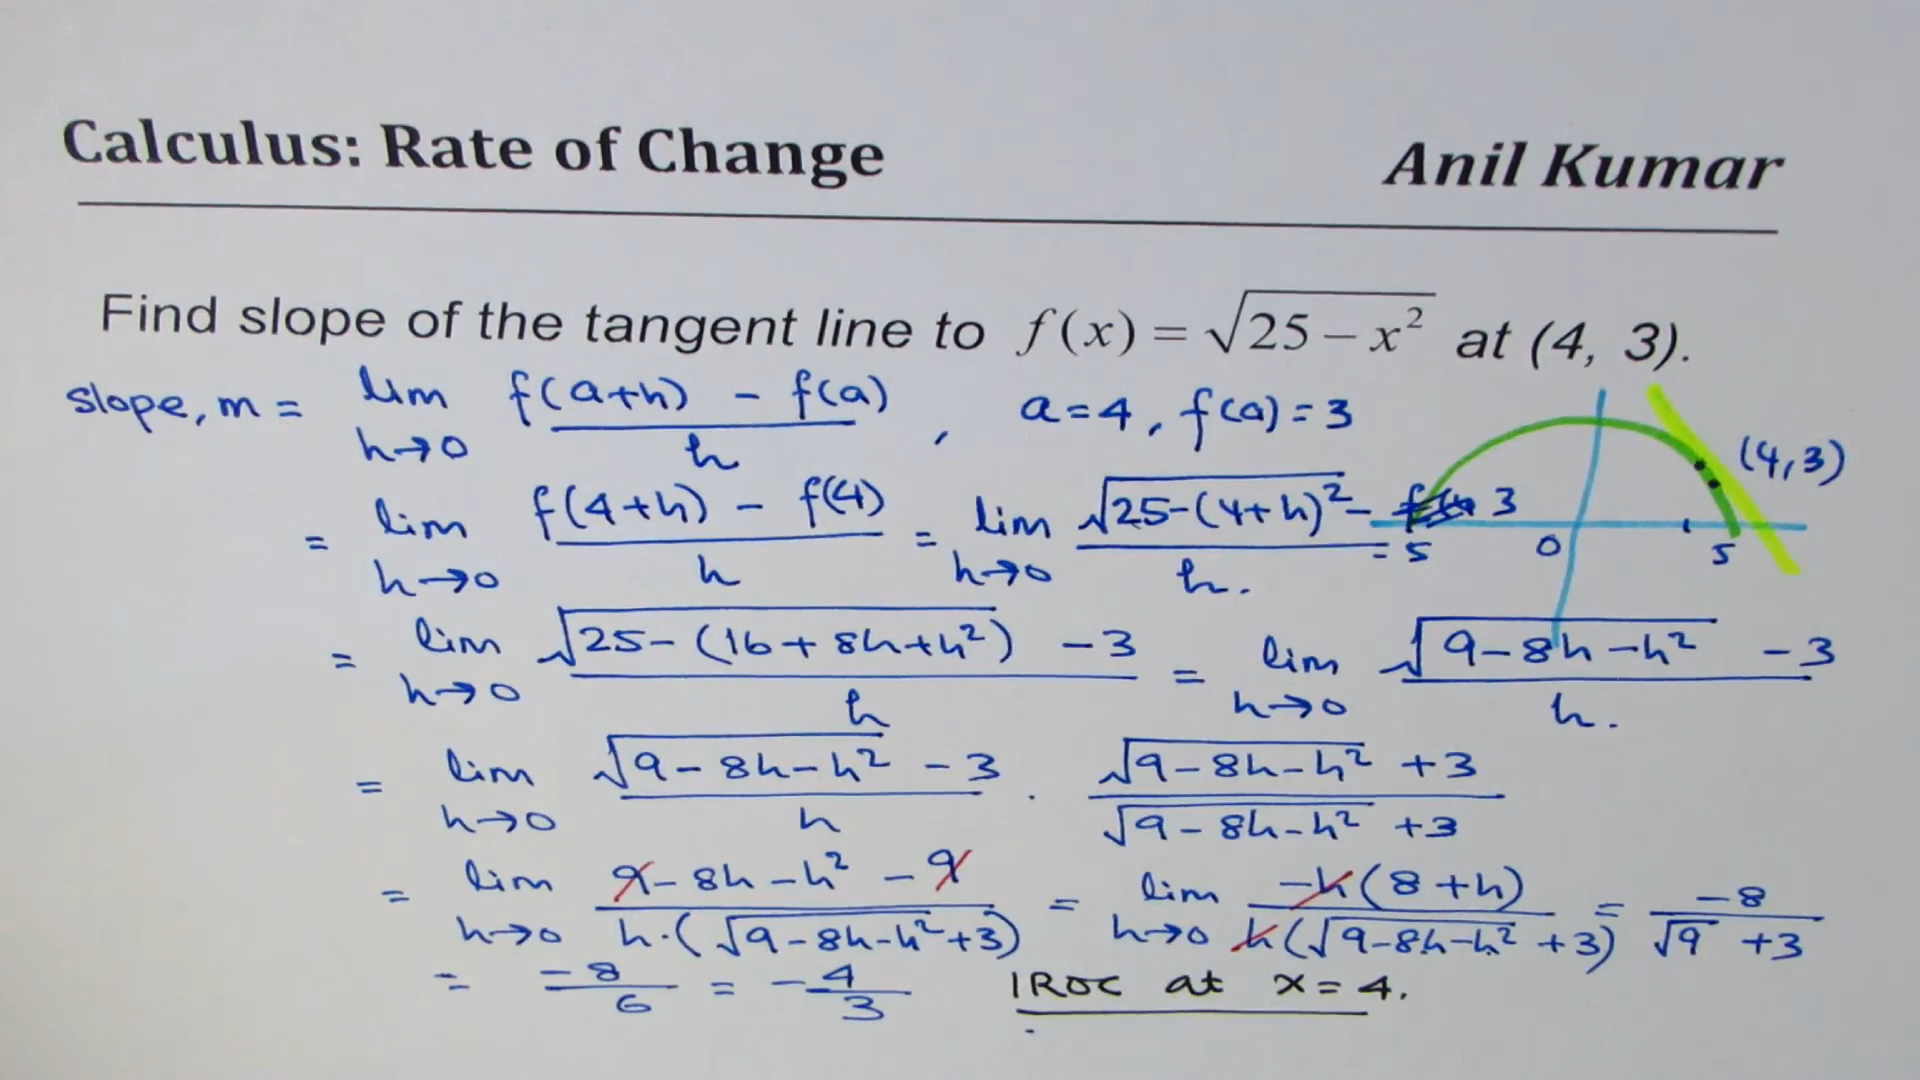 Calculus: Rate of Change Anil Kumar
Find slope of the tangent line to f(x) = √(25 − x²) at (4, 3).
slope, m = lim h→0 (f(a+h) − f(a))/h , a=4, f(a)=3
= lim h→0 (f(4+h) − f(4))/h = lim h→0 (√(25−(4+h)²) − 3)/h.
(4,3)
−5 0 5
= lim h→0 (√(25−(16+8h+h²)) −3)/h = lim h→0 (√(9−8h−h²) −3)/h.
= lim h→0 (√(9−8h−h²) −3)/h · (√(9−8h−h²) +3)/(√(9−8h−h²) +3)
= lim h→0 (9−8h−h² −9)/(h·(√(9−8h−h²)+3)) = lim h→0 (−h(8+h))/(h(√(9−8h−h²) +3)) = −8/(√9 +3)
= −8/6 = −4/3 IROC at x=4.